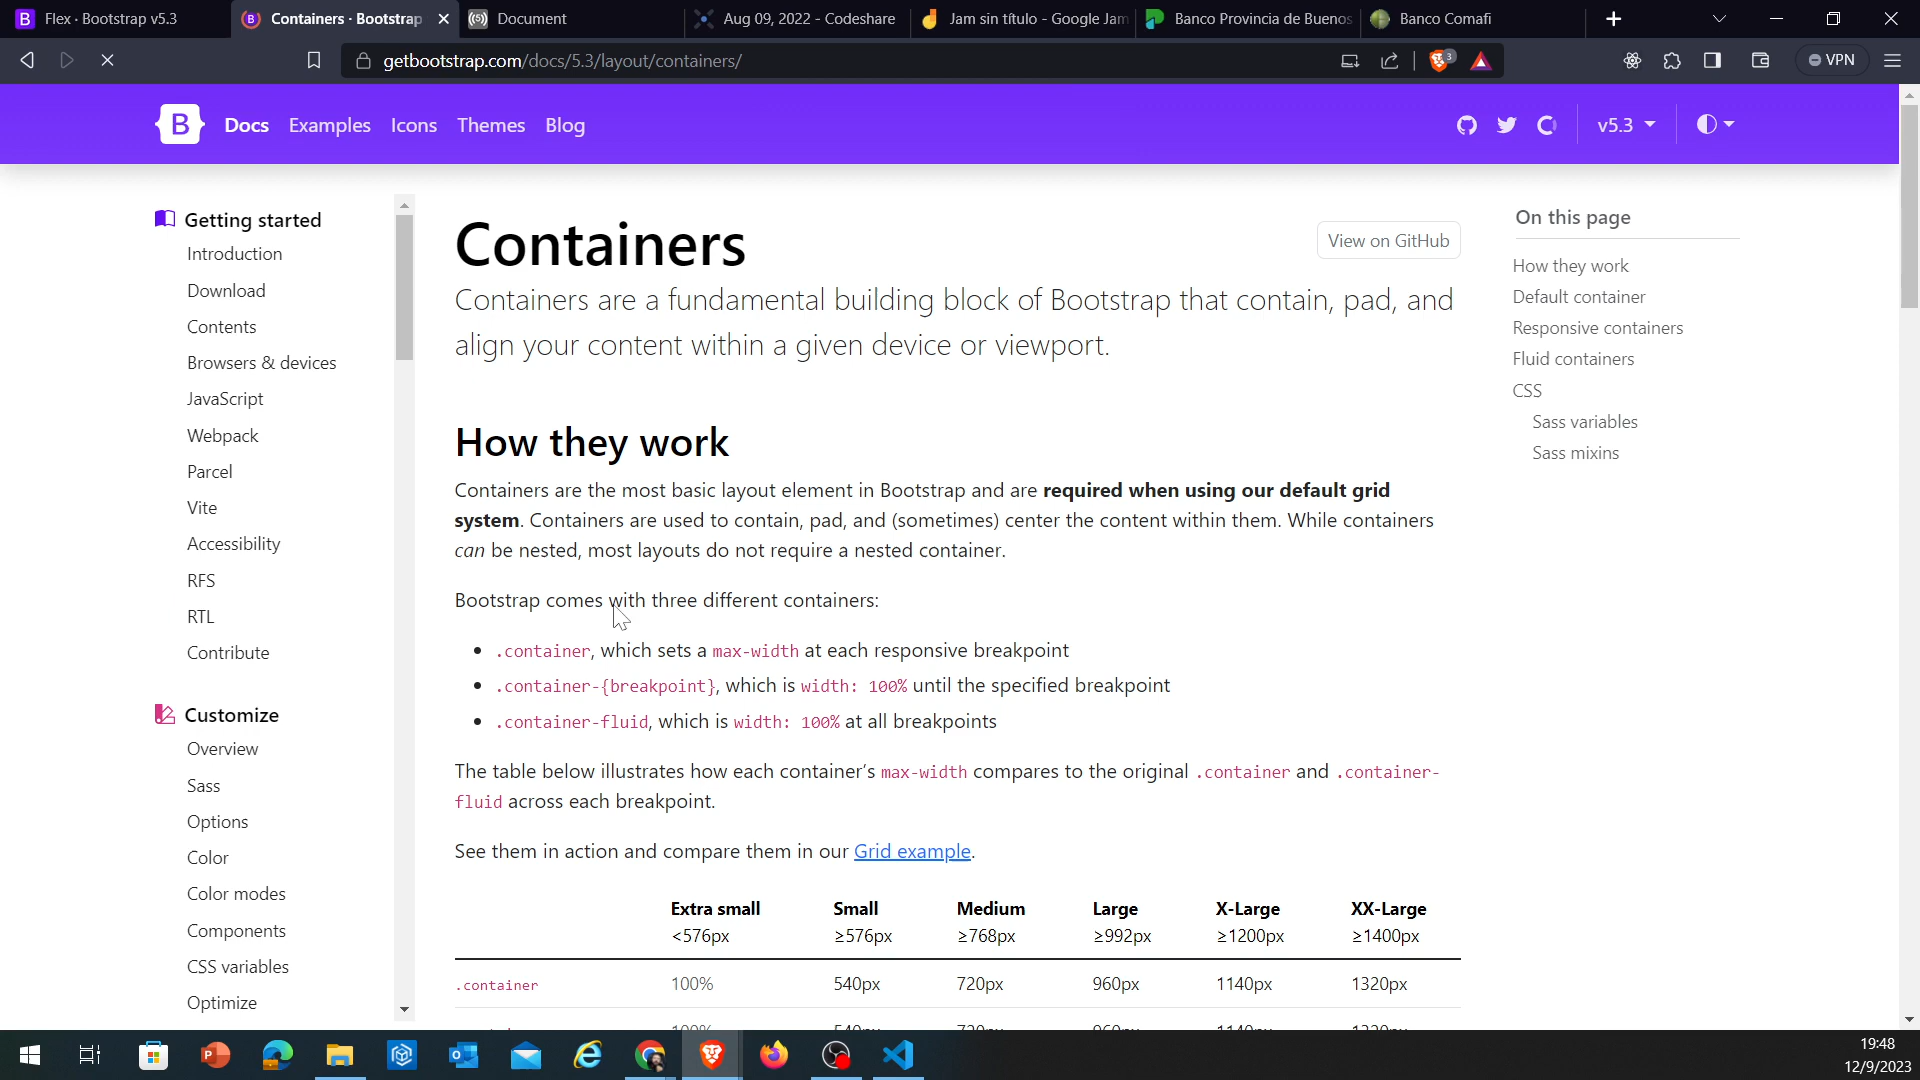 Flex · Bootstrap v5.3
Containers · Bootstrap
Document
Aug 09, 2022 - Codeshare
Jam sin título - Google Jam
Banco Provincia de Buenos
Banco Comafi
getbootstrap.com/docs/5.3/layout/containers/
3
VPN
B
Docs
Examples
Icons
Themes
Blog
v5.3
Getting started
Introduction
Download
Contents
Browsers & devices
JavaScript
Webpack
Parcel
Vite
Accessibility
RFS
RTL
Contribute
Customize
Overview
Sass
Options
Color
Color modes
Components
CSS variables
Optimize
Containers
View on GitHub
Containers are a fundamental building block of Bootstrap that contain, pad, and
align your content within a given device or viewport.
How they work
Containers are the most basic layout element in Bootstrap and are required when using our default grid
system. Containers are used to contain, pad, and (sometimes) center the content within them. While containers
can be nested, most layouts do not require a nested container.
Bootstrap comes with three different containers:
• .container, which sets a max-width at each responsive breakpoint
• .container-{breakpoint}, which is width: 100% until the specified breakpoint
• .container-fluid, which is width: 100% at all breakpoints
The table below illustrates how each container’s max-width compares to the original .container and .container-
fluid across each breakpoint.
See them in action and compare them in our Grid example.
Extra small Small Medium Large X-Large XX-Large
<576px ≥576px ≥768px ≥992px ≥1200px ≥1400px
.container 100% 540px 720px 960px 1140px 1320px
On this page
How they work
Default container
Responsive containers
Fluid containers
CSS
Sass variables
Sass mixins
19:48
12/9/2023